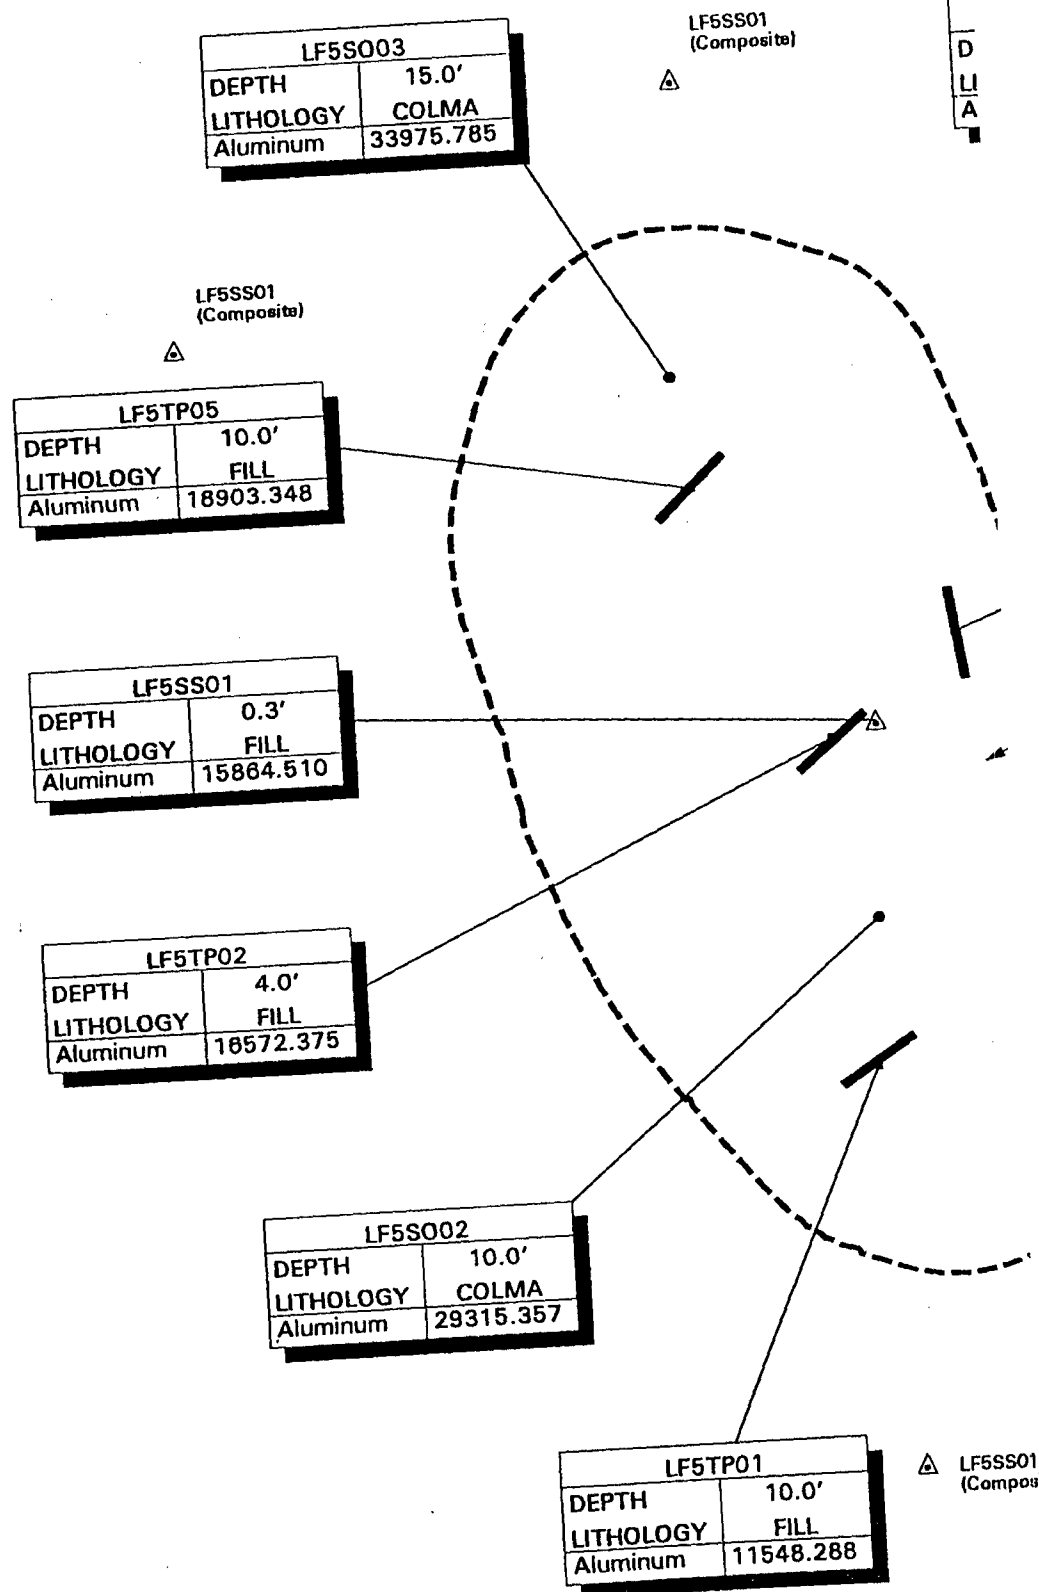 LF5SS01
(Composite)
LF5SO03
DEPTH 15.0'
LITHOLOGY COLMA
Aluminum 33975.785
D
LI
A
LF5SS01
(Composite)
LF5TP05
DEPTH 10.0'
LITHOLOGY FILL
Aluminum 18903.348
LF5SS01
DEPTH 0.3'
LITHOLOGY FILL
Aluminum 15864.510
LF5TP02
DEPTH 4.0'
LITHOLOGY FILL
Aluminum 16572.375
LF5SO02
DEPTH 10.0'
LITHOLOGY COLMA
Aluminum 29315.357
LF5TP01
DEPTH 10.0'
LITHOLOGY FILL
Aluminum 11548.288
LF5SS01
(Compos